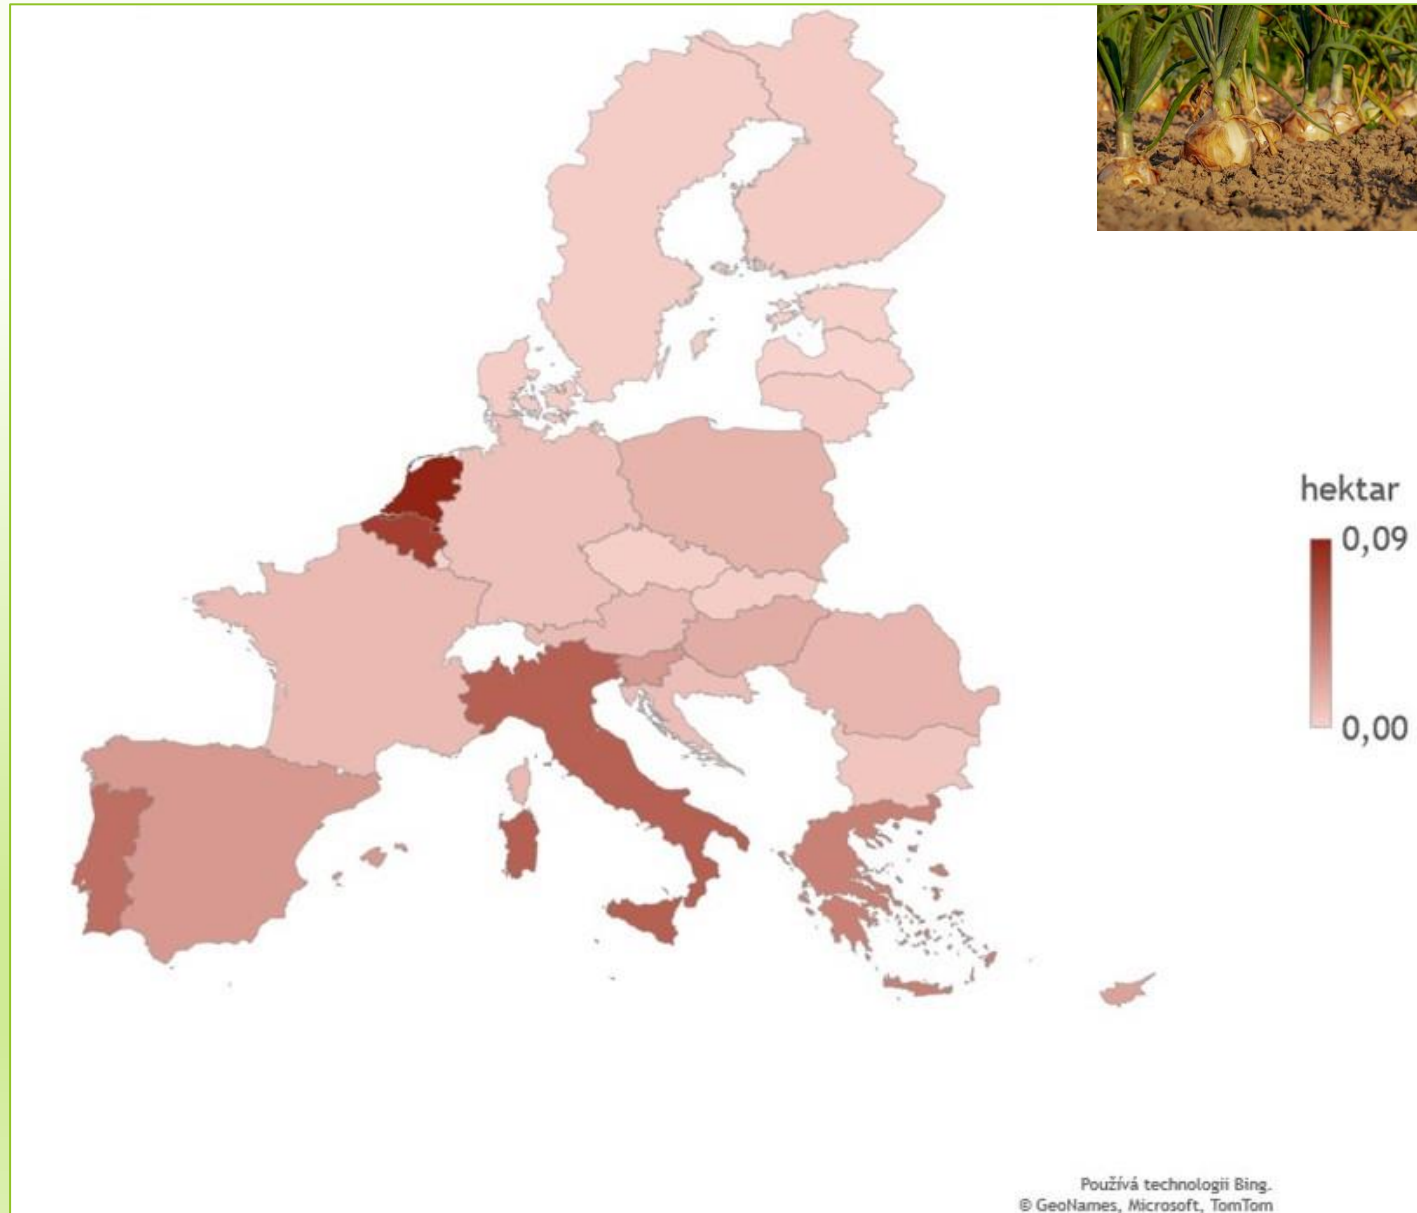 hektar
0,09
0,00
Používá technologii Bing.
© GeoNames, Microsoft, TomTom